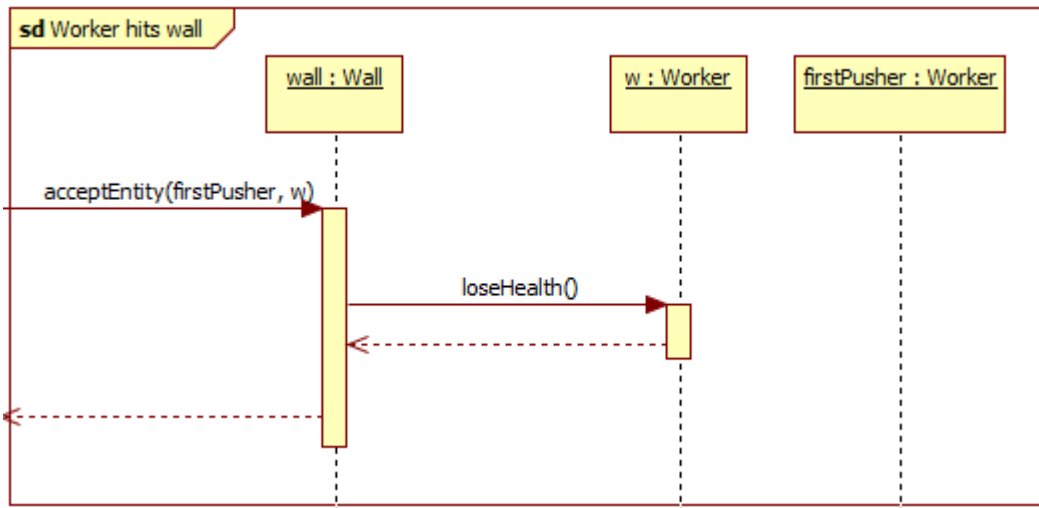 sd Worker hits wall
wall : Wall
w : Worker
firstPusher : Worker
acceptEntity(firstPusher, w)
loseHealth()